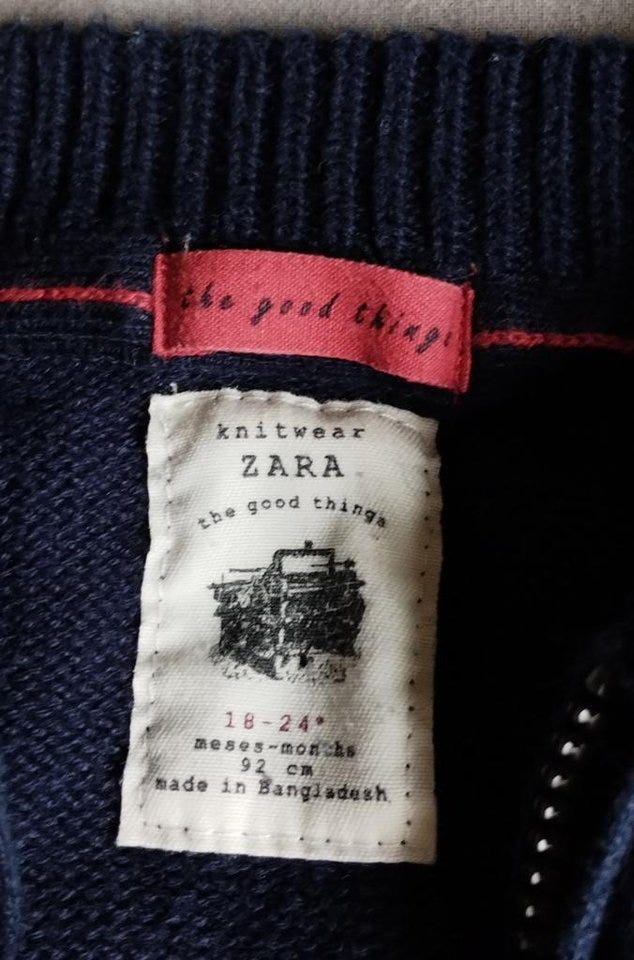 the good things
knitwear
ZARA
the good things
18-24*
meses-months
92 cm
made in Bangladesh